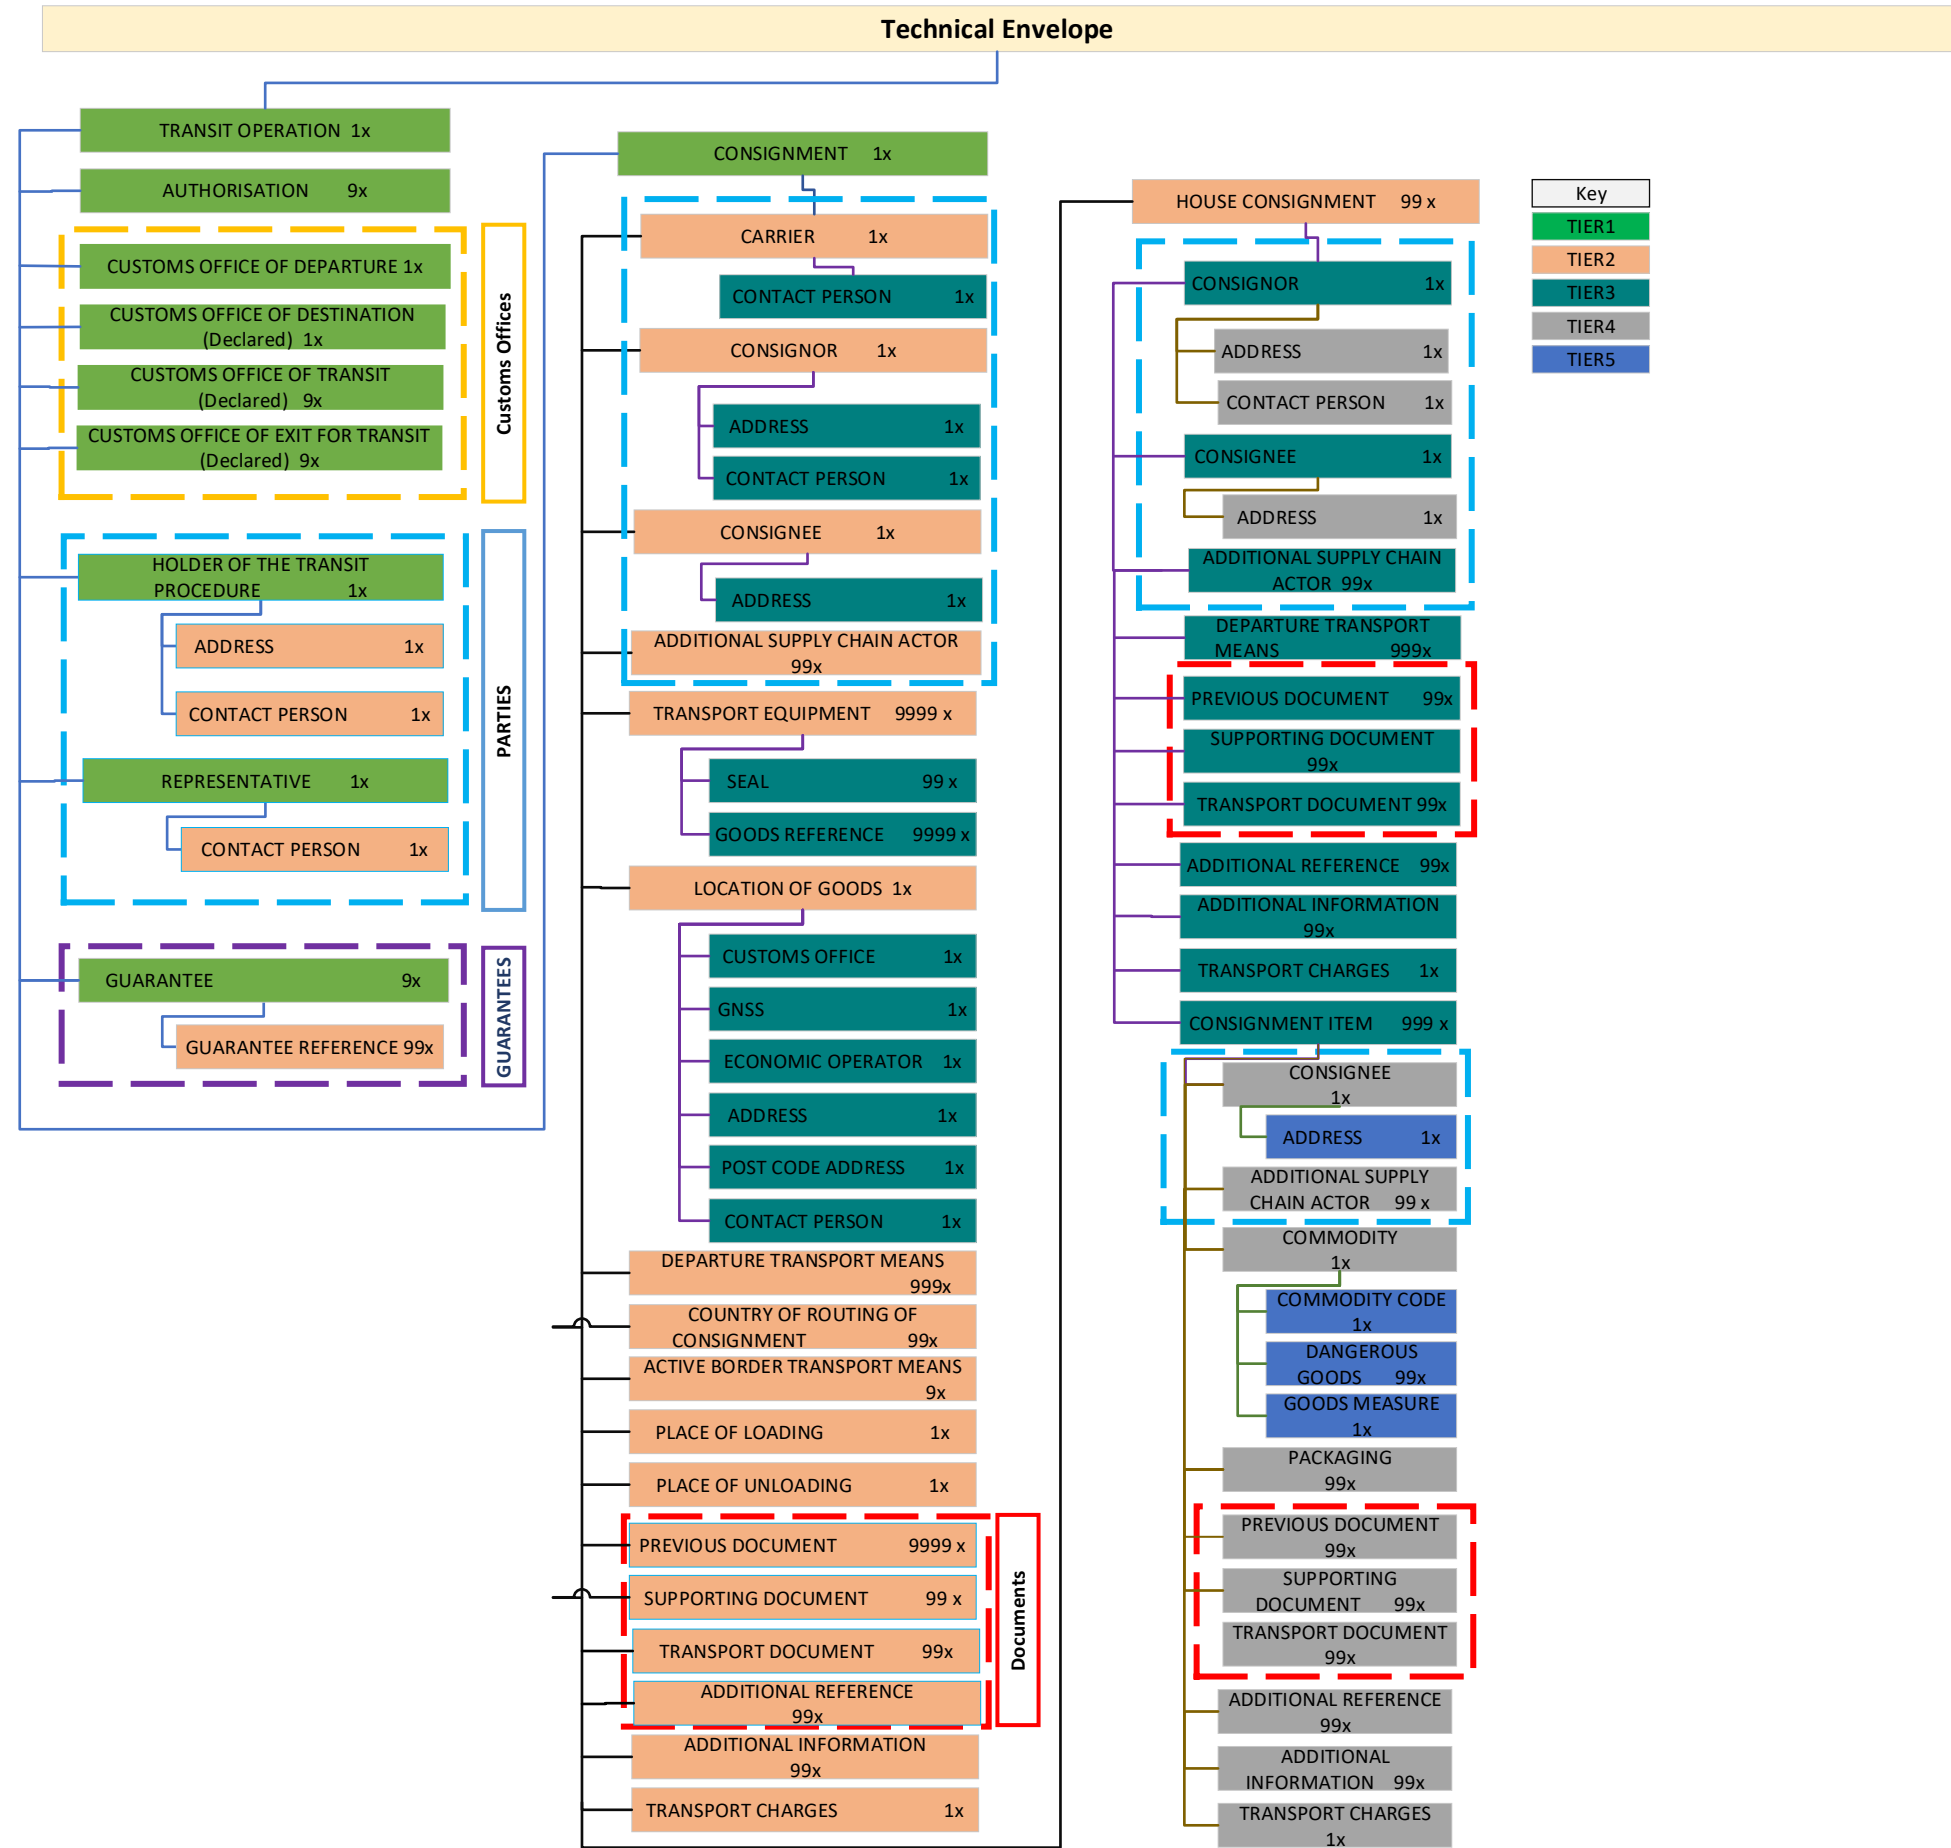 Technical Envelope
TRANSIT OPERATION 1x
AUTHORISATION 9x
CUSTOMS OFFICE OF DEPARTURE 1x
CUSTOMS OFFICE OF DESTINATION
(Declared) 1x
CUSTOMS OFFICE OF TRANSIT
(Declared) 9x
CUSTOMS OFFICE OF EXIT FOR TRANSIT
(Declared) 9x
Customs Offices
HOLDER OF THE TRANSIT
PROCEDURE 1x
ADDRESS 1x
CONTACT PERSON 1x
REPRESENTATIVE 1x
CONTACT PERSON 1x
PARTIES
GUARANTEE 9x
GUARANTEE REFERENCE 99x
GUARANTEES
CONSIGNMENT 1x
CARRIER 1x
CONTACT PERSON 1x
CONSIGNOR 1x
ADDRESS 1x
CONTACT PERSON 1x
CONSIGNEE 1x
ADDRESS 1x
ADDITIONAL SUPPLY CHAIN ACTOR
99x
TRANSPORT EQUIPMENT 9999 x
SEAL 99 x
GOODS REFERENCE 9999 x
LOCATION OF GOODS 1x
CUSTOMS OFFICE 1x
GNSS 1x
ECONOMIC OPERATOR 1x
ADDRESS 1x
POST CODE ADDRESS 1x
CONTACT PERSON 1x
DEPARTURE TRANSPORT MEANS
999x
COUNTRY OF ROUTING OF
CONSIGNMENT 99x
ACTIVE BORDER TRANSPORT MEANS
9x
PLACE OF LOADING 1x
PLACE OF UNLOADING 1x
PREVIOUS DOCUMENT 9999 x
SUPPORTING DOCUMENT 99 x
TRANSPORT DOCUMENT 99x
ADDITIONAL REFERENCE
99x
Documents
ADDITIONAL INFORMATION
99x
TRANSPORT CHARGES 1x
HOUSE CONSIGNMENT 99 x
CONSIGNOR 1x
ADDRESS 1x
CONTACT PERSON 1x
CONSIGNEE 1x
ADDRESS 1x
ADDITIONAL SUPPLY CHAIN
ACTOR 99x
DEPARTURE TRANSPORT
MEANS 999x
PREVIOUS DOCUMENT 99x
SUPPORTING DOCUMENT
99x
TRANSPORT DOCUMENT 99x
ADDITIONAL REFERENCE 99x
ADDITIONAL INFORMATION
99x
TRANSPORT CHARGES 1x
CONSIGNMENT ITEM 999 x
CONSIGNEE
1x
ADDRESS 1x
ADDITIONAL SUPPLY
CHAIN ACTOR 99 x
COMMODITY
1x
COMMODITY CODE
1x
DANGEROUS
GOODS 99x
GOODS MEASURE
1x
PACKAGING
99x
PREVIOUS DOCUMENT
99x
SUPPORTING
DOCUMENT 99x
TRANSPORT DOCUMENT
99x
ADDITIONAL REFERENCE
99x
ADDITIONAL
INFORMATION 99x
TRANSPORT CHARGES
1x
Key
TIER1
TIER2
TIER3
TIER4
TIER5